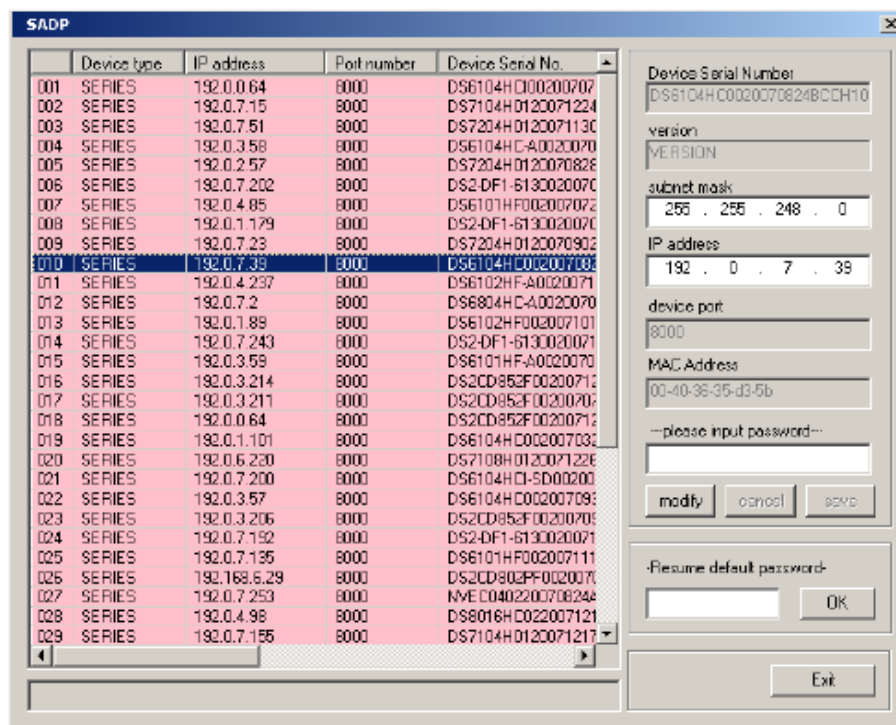 SADP
Device type IP address Port number Device Serial No.
001 SERIES 192.0.0.64 8000 DS6104HCI00200707
002 SERIES 192.0.7.15 8000 DS7104H0120071224
003 SERIES 192.0.7.51 8000 DS7204H0120071130
004 SERIES 192.0.3.58 8000 DS6104HC-A0020070
005 SERIES 192.0.2.57 8000 DS7204H0120070828
006 SERIES 192.0.7.202 8000 DS2-DF1-613002007(
007 SERIES 192.0.4.85 8000 DS6101HF002007072
008 SERIES 192.0.1.179 8000 DS2-DF1-6130020070
009 SERIES 192.0.7.23 8000 DS7204H0120070902
010 SERIES 192.0.7.39 8000 DS6104HC002007082
011 SERIES 192.0.4.237 8000 DS6102HF-A0020071
012 SERIES 192.0.7.2 8000 DS6804HC-A0020070
013 SERIES 192.0.1.89 8000 DS6102HF002007101
014 SERIES 192.0.7.243 8000 DS2-DF1-6130020071
015 SERIES 192.0.3.59 8000 DS6101HF-A0020070
016 SERIES 192.0.3.214 8000 DS2CD852F00200712
017 SERIES 192.0.3.211 8000 DS2CD852F0020070
018 SERIES 192.0.0.64 8000 DS2CD852F00200712
019 SERIES 192.0.1.101 8000 DS6104HC002007032
020 SERIES 192.0.6.220 8000 DS7108H0120071226
021 SERIES 192.0.7.200 8000 DS6104HCI-SD00200
022 SERIES 192.0.3.57 8000 DS6104HC002007093
023 SERIES 192.0.3.206 8000 DS2CD852F0020070
024 SERIES 192.0.7.192 8000 DS2-DF1-6130020071
025 SERIES 192.0.7.135 8000 DS6101HF002007111
026 SERIES 192.168.6.29 8000 DS2CD802PF002007
027 SERIES 192.0.7.253 8000 NVEC040220070824
028 SERIES 192.0.4.98 8000 DS8016HC022007121
029 SERIES 192.0.7.155 8000 DS7104H0120071217
Device Serial Number
DS6104HC0020070824BCCH10
version
VERSION
subnet mask
255 . 255 . 248 . 0
IP address
192 . 0 . 7 . 39
device port
8000
MAC Address
00-40-36-35-d3-5b
---please input password---
modify cancel save
-Resume default password-
OK
Exit